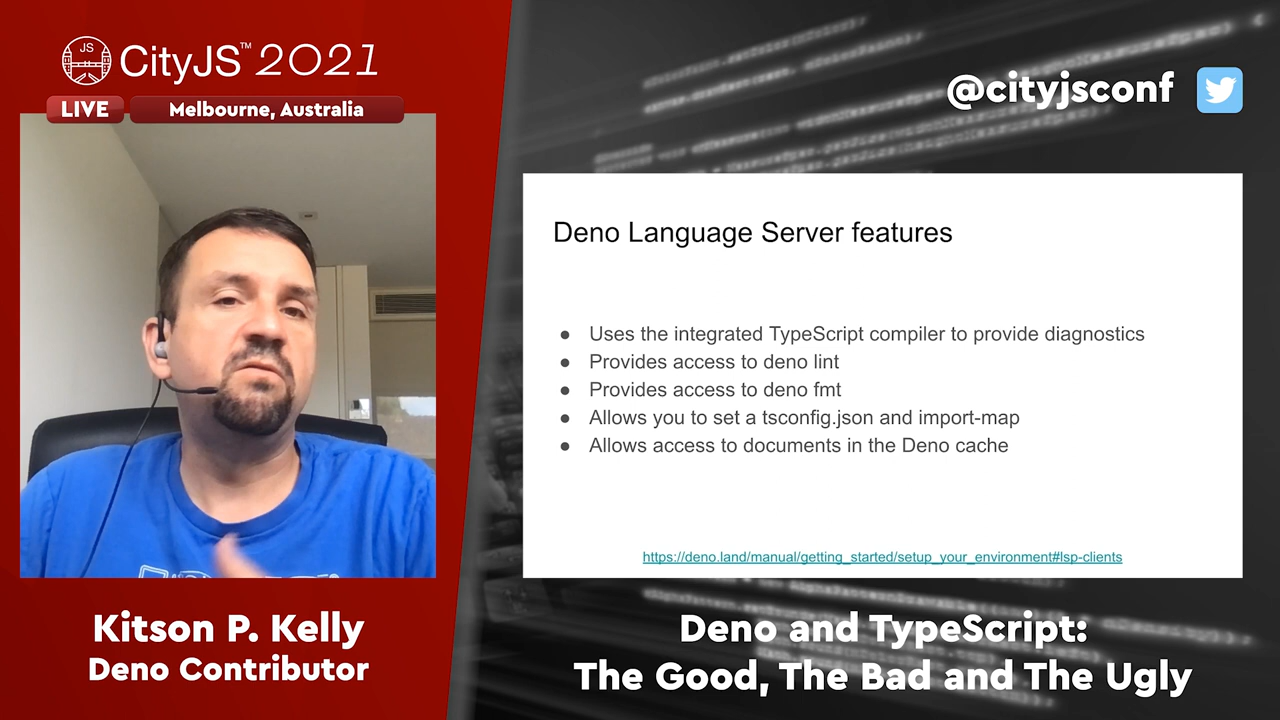 JS
CityJS™ 2021
LIVE
Melbourne, Australia
@cityjsconf
Deno Language Server features
● Uses the integrated TypeScript compiler to provide diagnostics
● Provides access to deno lint
● Provides access to deno fmt
● Allows you to set a tsconfig.json and import-map
● Allows access to documents in the Deno cache
https://deno.land/manual/getting_started/setup_your_environment#lsp-clients
Kitson P. Kelly
Deno Contributor
Deno and TypeScript:
The Good, The Bad and The Ugly